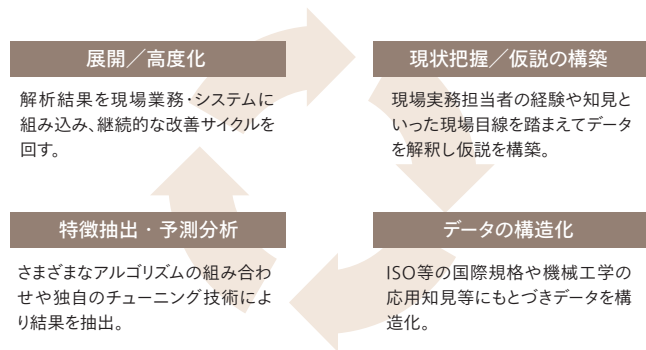 展開／高度化
解析結果を現場業務・システムに
組み込み、継続的な改善サイクルを
回す。
現状把握／仮説の構築
現場実務担当者の経験や知見と
いった現場目線を踏まえてデータ
を解釈し仮説を構築。
特徴抽出・予測分析
さまざまなアルゴリズムの組み合わ
せや独自のチューニング技術によ
り結果を抽出。
データの構造化
ISO等の国際規格や機械工学の
応用知見等にもとづきデータを構
造化。